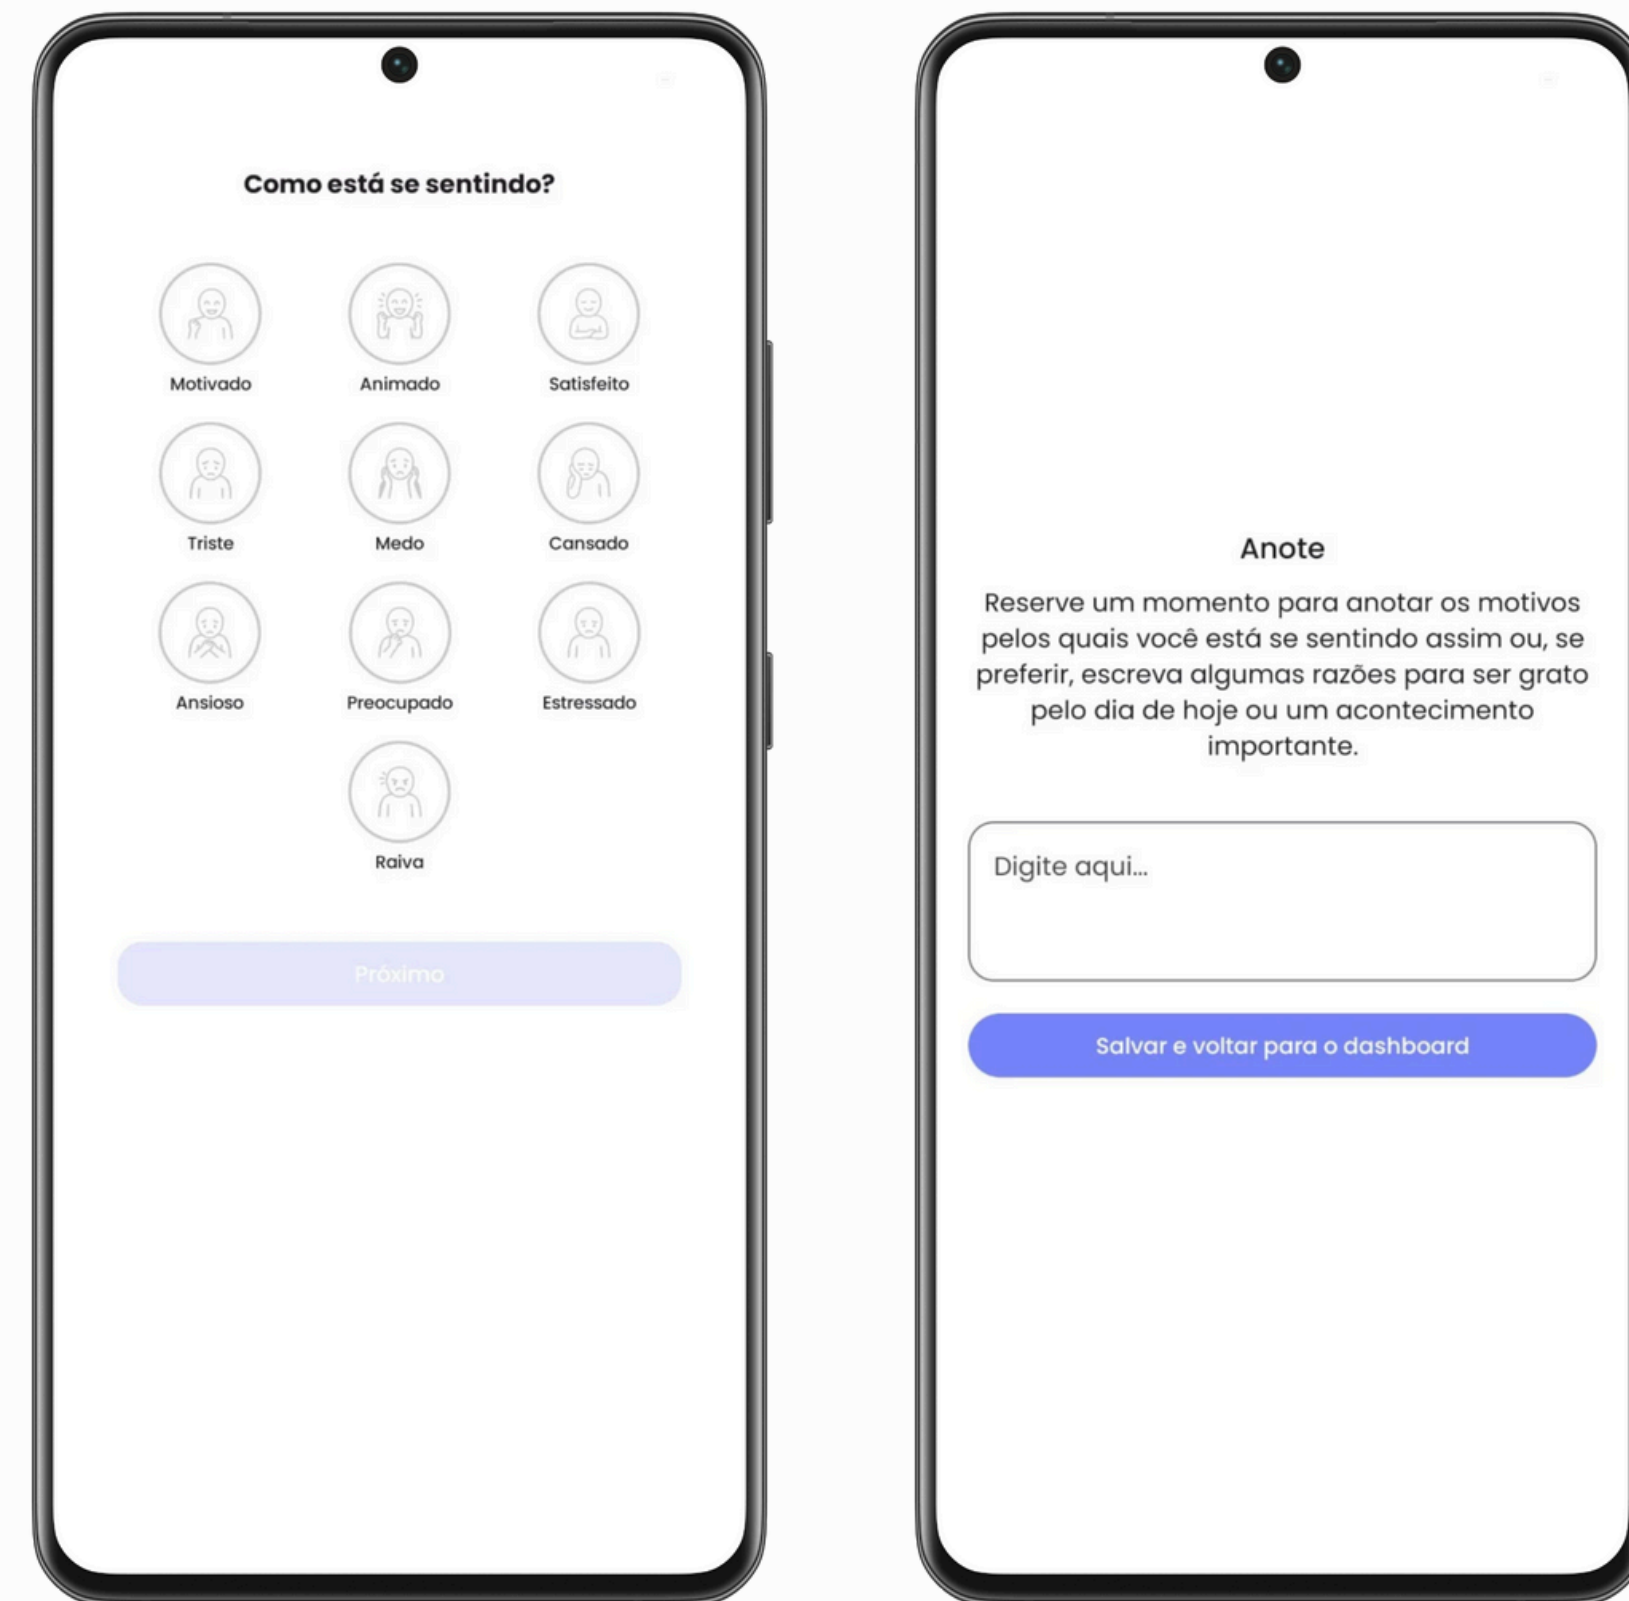 Como está se sentindo?
Motivado
Animado
Satisfeito
Triste
Medo
Cansado
Ansioso
Preocupado
Estressado
Raiva
Próximo
Anote
Reserve um momento para anotar os motivos
pelos quais você está se sentindo assim ou, se
preferir, escreva algumas razões para ser grato
pelo dia de hoje ou um acontecimento
importante.
Digite aqui...
Salvar e voltar para o dashboard